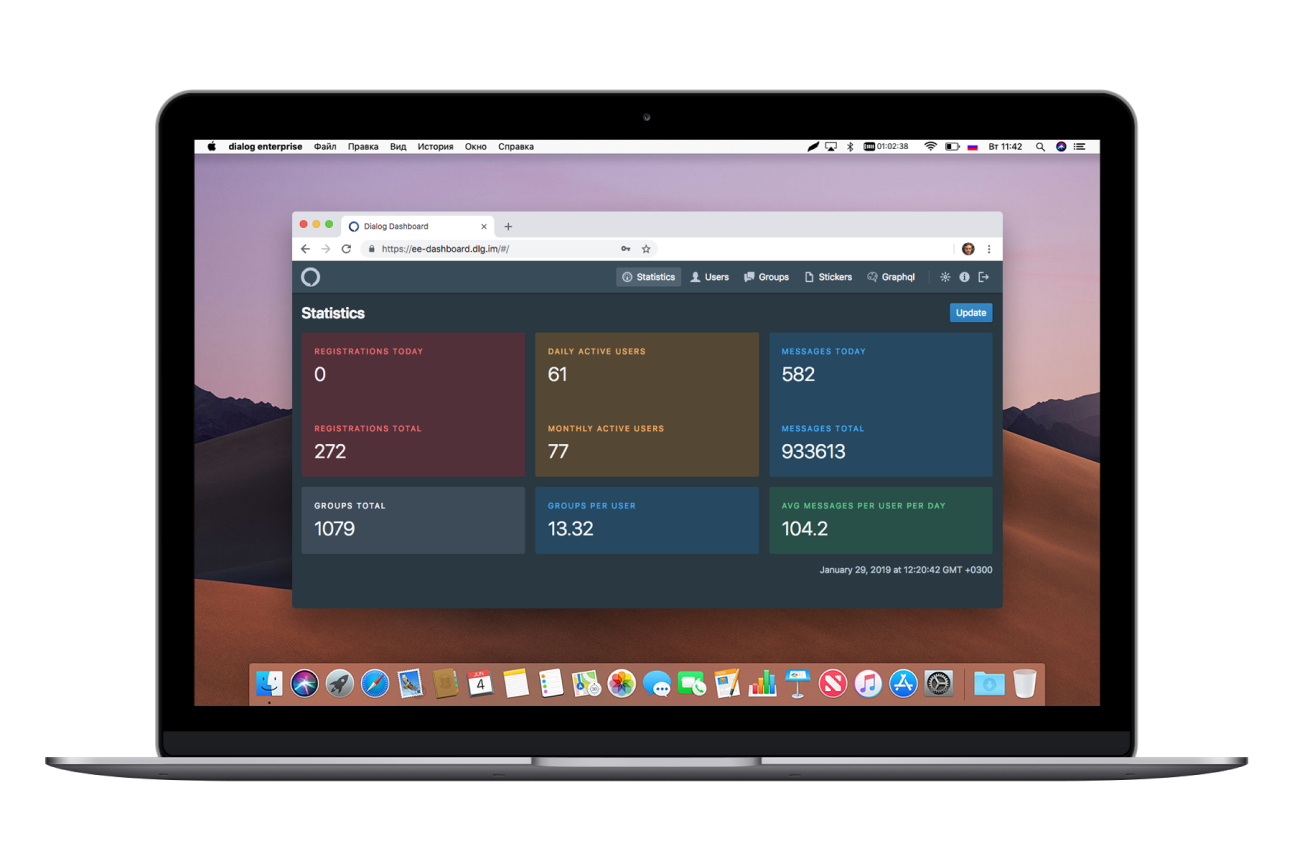 dialog enterprise Файл Правка Вид История Окно Справка 01:02:38 Вт 11:42
Dialog Dashboard
https://ee-dashboard.dlg.im/#/
Statistics Users Groups Stickers Graphql
Statistics Update
REGISTRATIONS TODAY
0
REGISTRATIONS TOTAL
272
DAILY ACTIVE USERS
61
MONTHLY ACTIVE USERS
77
MESSAGES TODAY
582
MESSAGES TOTAL
933613
GROUPS TOTAL
1079
GROUPS PER USER
13.32
AVG MESSAGES PER USER PER DAY
104.2
January 29, 2019 at 12:20:42 GMT +0300
JUN
4